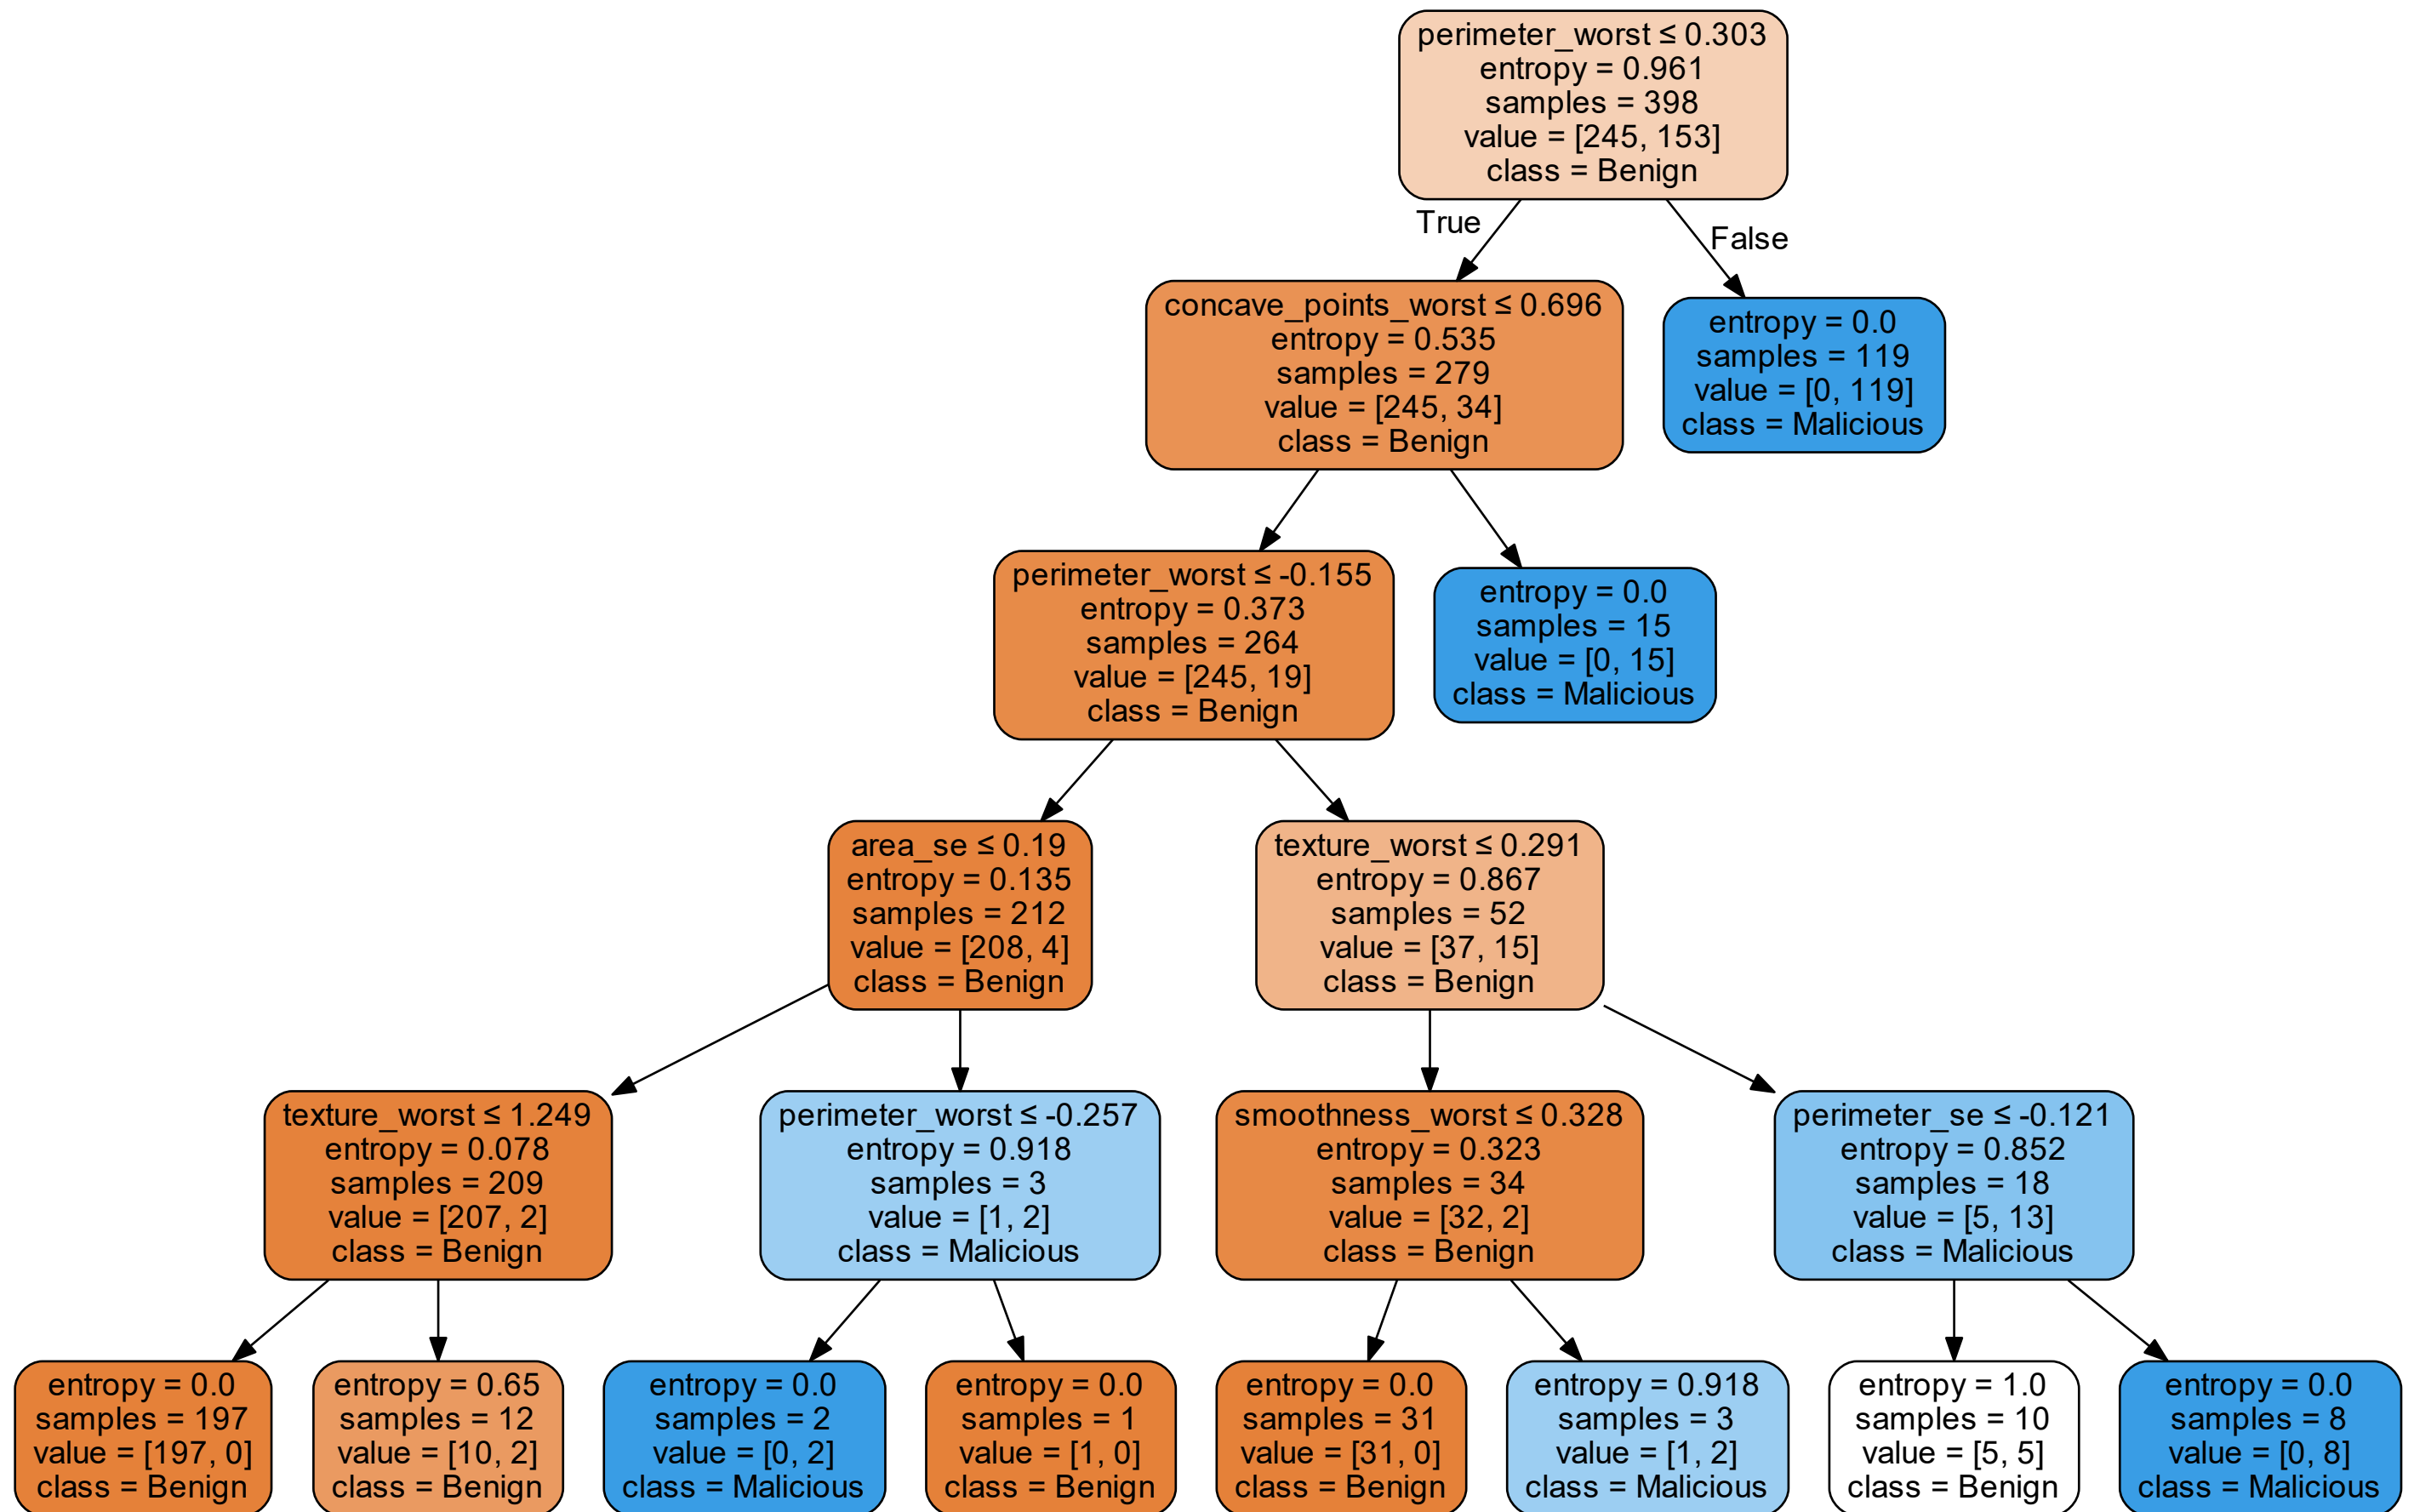 perimeter_worst ≤ 0.303
entropy = 0.961
samples = 398
value = [245, 153]
class = Benign
True
False
concave_points_worst ≤ 0.696
entropy = 0.535
samples = 279
value = [245, 34]
class = Benign
entropy = 0.0
samples = 119
value = [0, 119]
class = Malicious
perimeter_worst ≤ -0.155
entropy = 0.373
samples = 264
value = [245, 19]
class = Benign
entropy = 0.0
samples = 15
value = [0, 15]
class = Malicious
area_se ≤ 0.19
entropy = 0.135
samples = 212
value = [208, 4]
class = Benign
texture_worst ≤ 0.291
entropy = 0.867
samples = 52
value = [37, 15]
class = Benign
texture_worst ≤ 1.249
entropy = 0.078
samples = 209
value = [207, 2]
class = Benign
perimeter_worst ≤ -0.257
entropy = 0.918
samples = 3
value = [1, 2]
class = Malicious
smoothness_worst ≤ 0.328
entropy = 0.323
samples = 34
value = [32, 2]
class = Benign
perimeter_se ≤ -0.121
entropy = 0.852
samples = 18
value = [5, 13]
class = Malicious
entropy = 0.0
samples = 197
value = [197, 0]
class = Benign
entropy = 0.65
samples = 12
value = [10, 2]
class = Benign
entropy = 0.0
samples = 2
value = [0, 2]
class = Malicious
entropy = 0.0
samples = 1
value = [1, 0]
class = Benign
entropy = 0.0
samples = 31
value = [31, 0]
class = Benign
entropy = 0.918
samples = 3
value = [1, 2]
class = Malicious
entropy = 1.0
samples = 10
value = [5, 5]
class = Benign
entropy = 0.0
samples = 8
value = [0, 8]
class = Malicious